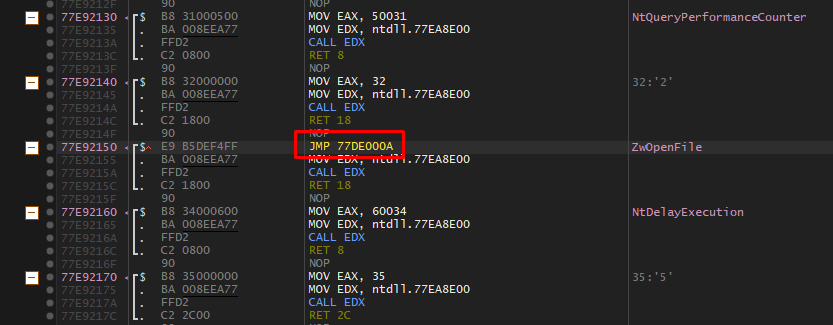 77E9212F 90 NOP
77E92130 $ B8 31000500 MOV EAX, 50031 NtQueryPerformanceCounter
77E92135 . BA 008EEA77 MOV EDX, ntdll.77EA8E00
77E9213A . FFD2 CALL EDX
77E9213C . C2 0800 RET 8
77E9213F 90 NOP
77E92140 $ B8 32000000 MOV EAX, 32 32:'2'
77E92145 . BA 008EEA77 MOV EDX, ntdll.77EA8E00
77E9214A . FFD2 CALL EDX
77E9214C . C2 1800 RET 18
77E9214F 90 NOP
77E92150 $ E9 B5DEF4FF JMP 77DE000A ZwOpenFile
77E92155 . BA 008EEA77 MOV EDX, ntdll.77EA8E00
77E9215A . FFD2 CALL EDX
77E9215C . C2 1800 RET 18
77E9215F 90 NOP
77E92160 $ B8 34000600 MOV EAX, 60034 NtDelayExecution
77E92165 . BA 008EEA77 MOV EDX, ntdll.77EA8E00
77E9216A . FFD2 CALL EDX
77E9216C . C2 0800 RET 8
77E9216F 90 NOP
77E92170 $ B8 35000000 MOV EAX, 35 35:'5'
77E92175 . BA 008EEA77 MOV EDX, ntdll.77EA8E00
77E9217A . FFD2 CALL EDX
77E9217C . C2 2C00 RET 2C
90 NOP